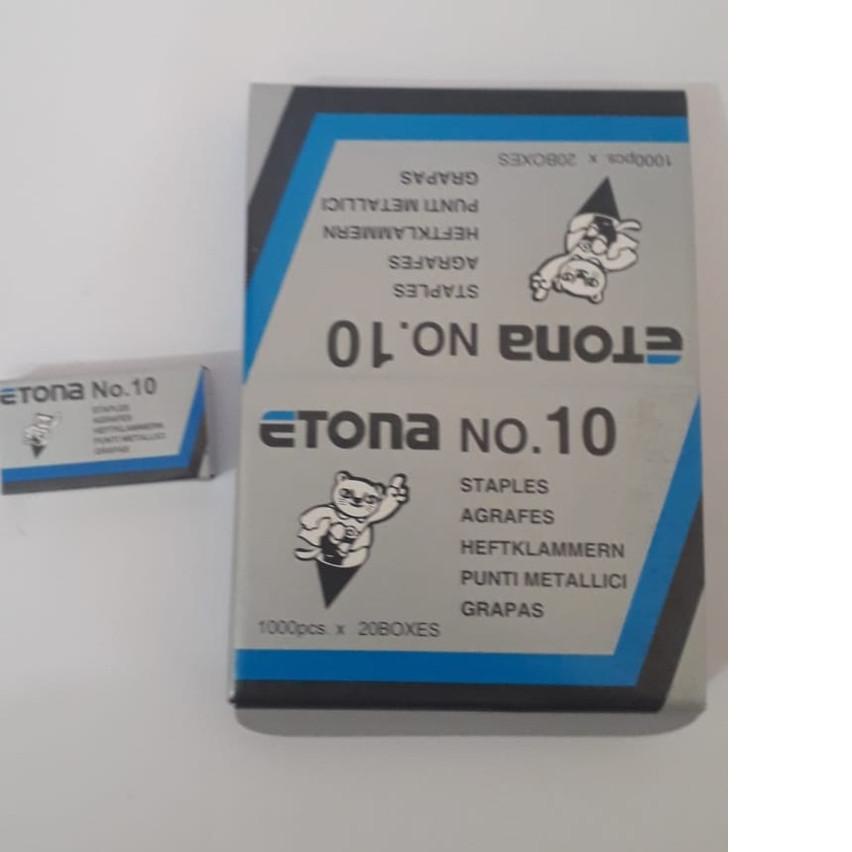 1000pcs. x 20BOXES
GRAPAS
PUNTI METALLICI
HEFTKLAMMERN
AGRAFES
STAPLES
ETONA NO.10
ETONA No.10
STAPLES
AGRAFES
HEFTKLAMMERN
PUNTI METALLICI
GRAPAS
ETONA NO.10
STAPLES
AGRAFES
HEFTKLAMMERN
PUNTI METALLICI
GRAPAS
1000pcs. x 20BOXES